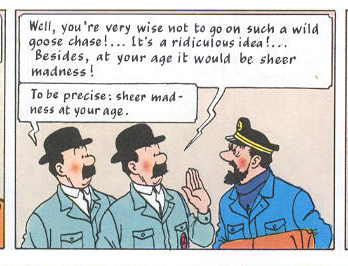 Well, you're very wise not to go on such a wild
goose chase!... It's a ridiculous idea!...
Besides, at your age it would be sheer
madness!
To be precise: sheer mad-
ness at your age.